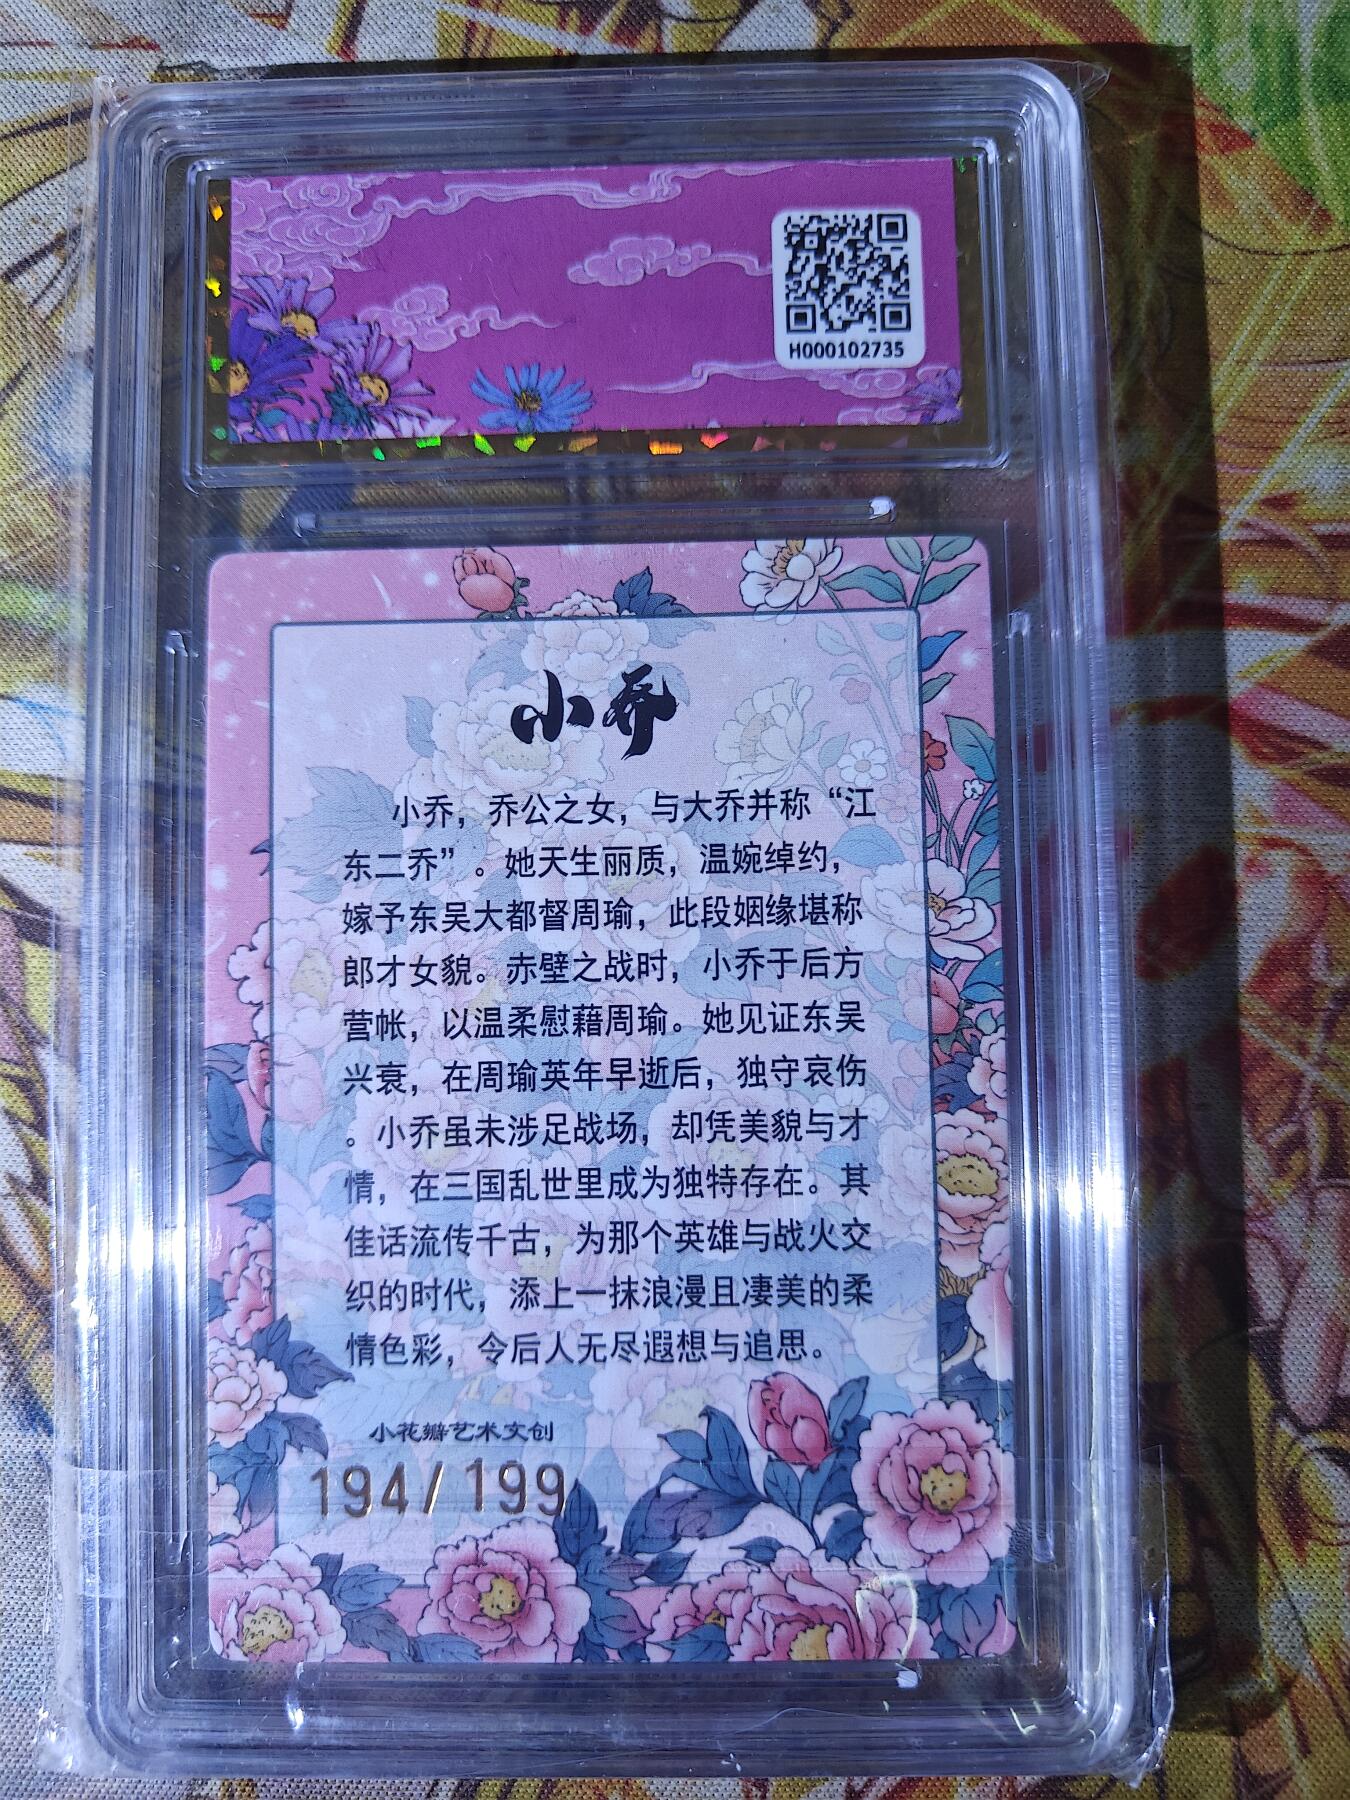 H000102735
小乔
小乔，乔公之女，与大乔并称“江
东二乔”。她天生丽质，温婉绰约，
嫁予东吴大都督周瑜，此段姻缘堪称
郎才女貌。赤壁之战时，小乔于后方
营帐，以温柔慰藉周瑜。她见证东吴
兴衰，在周瑜英年早逝后，独守哀伤
。小乔虽未涉足战场，却凭美貌与才
情，在三国乱世里成为独特存在。其
佳话流传千古，为那个英雄与战火交
织的时代，添上一抹浪漫且凄美的柔
情色彩，令后人无尽遐想与追思。
小花瓣艺术文创
194/199